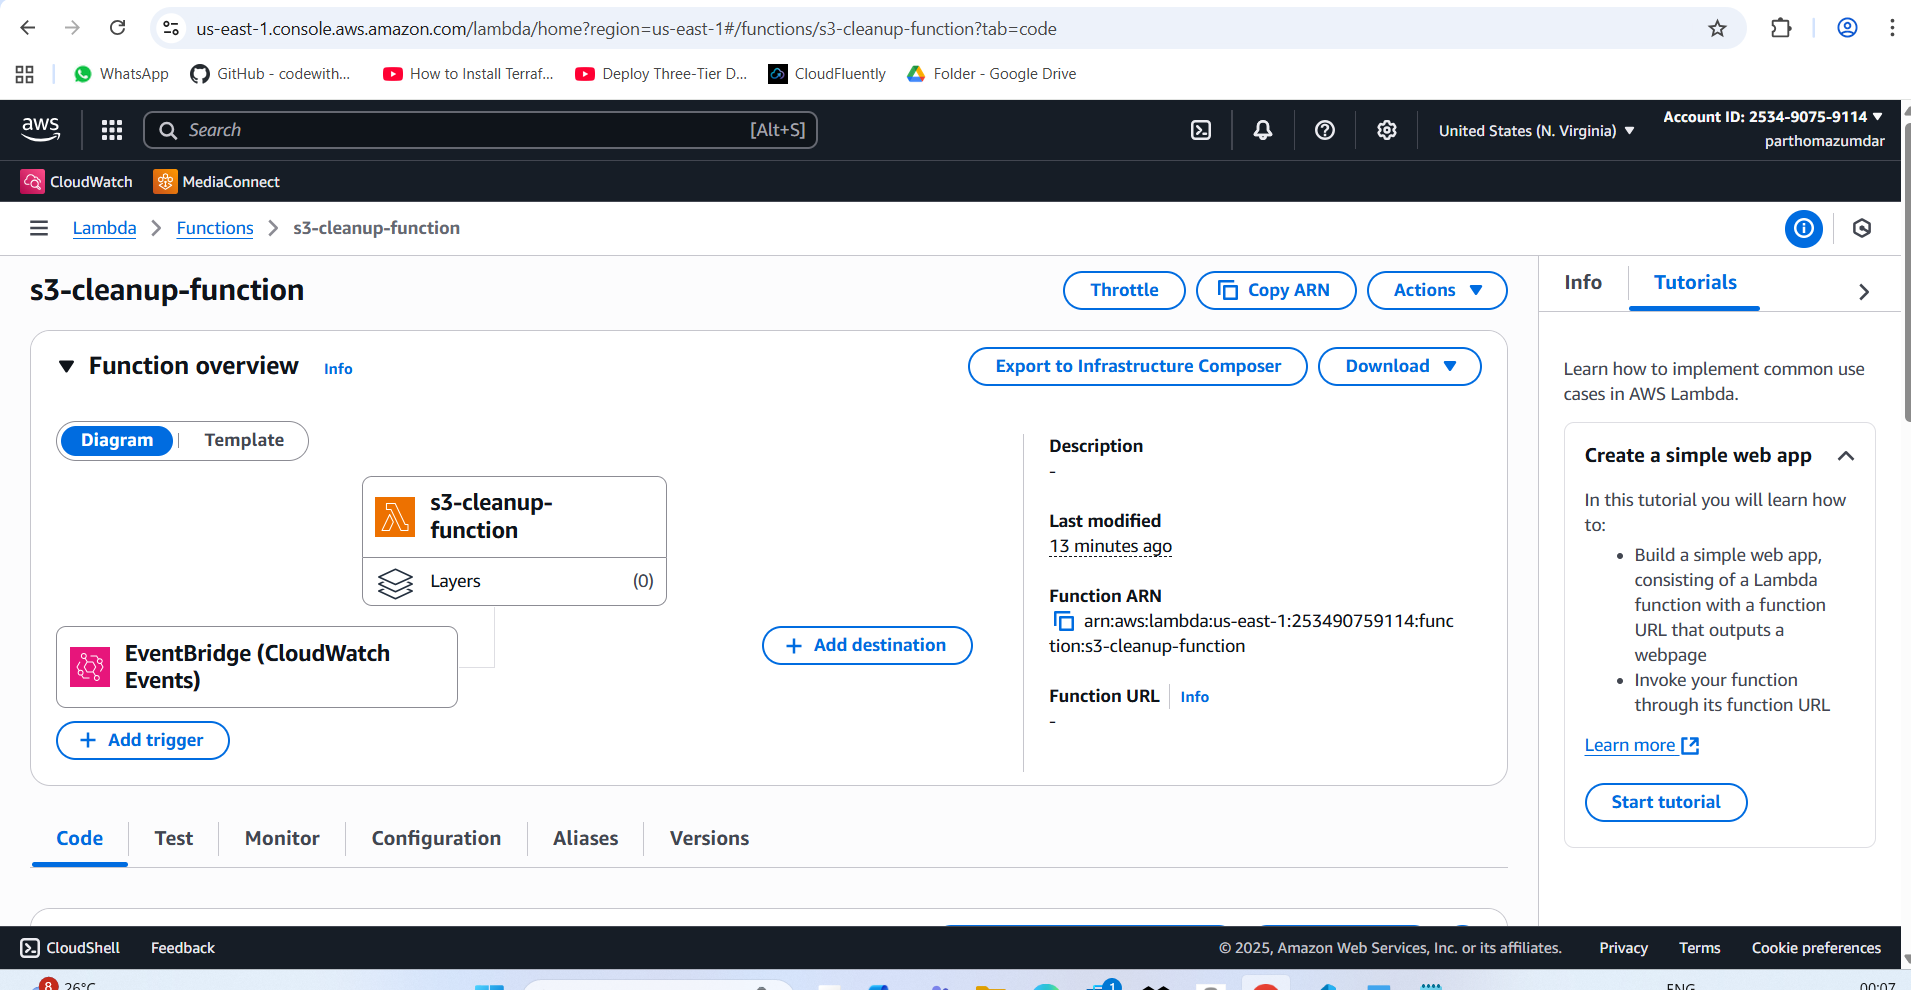 us-east-1.console.aws.amazon.com/lambda/home?region=us-east-1#/functions/s3-cleanup-function?tab=code
WhatsApp
GitHub - codewith...
How to Install Terraf...
Deploy Three-Tier D...
CloudFluently
Folder - Google Drive
aws
Search
[Alt+S]
United States (N. Virginia)
Account ID: 2534-9075-9114
parthomazumdar
CloudWatch
MediaConnect
Lambda
Functions
s3-cleanup-function
s3-cleanup-function
Throttle
Copy ARN
Actions
Info
Tutorials
Function overview
Info
Export to Infrastructure Composer
Download
Diagram
Template
s3-cleanup-
function
Layers
(0)
EventBridge (CloudWatch
Events)
Add trigger
Add destination
Description
-
Last modified
13 minutes ago
Function ARN
arn:aws:lambda:us-east-1:253490759114:func
tion:s3-cleanup-function
Function URL
Info
-
Learn how to implement common use
cases in AWS Lambda.
Create a simple web app
In this tutorial you will learn how
to:
• Build a simple web app,
consisting of a Lambda
function with a function
URL that outputs a
webpage
• Invoke your function
through its function URL
Learn more
Start tutorial
Code
Test
Monitor
Configuration
Aliases
Versions
CloudShell
Feedback
© 2025, Amazon Web Services, Inc. or its affiliates.
Privacy
Terms
Cookie preferences
8
26°C
1
ENG
00:07